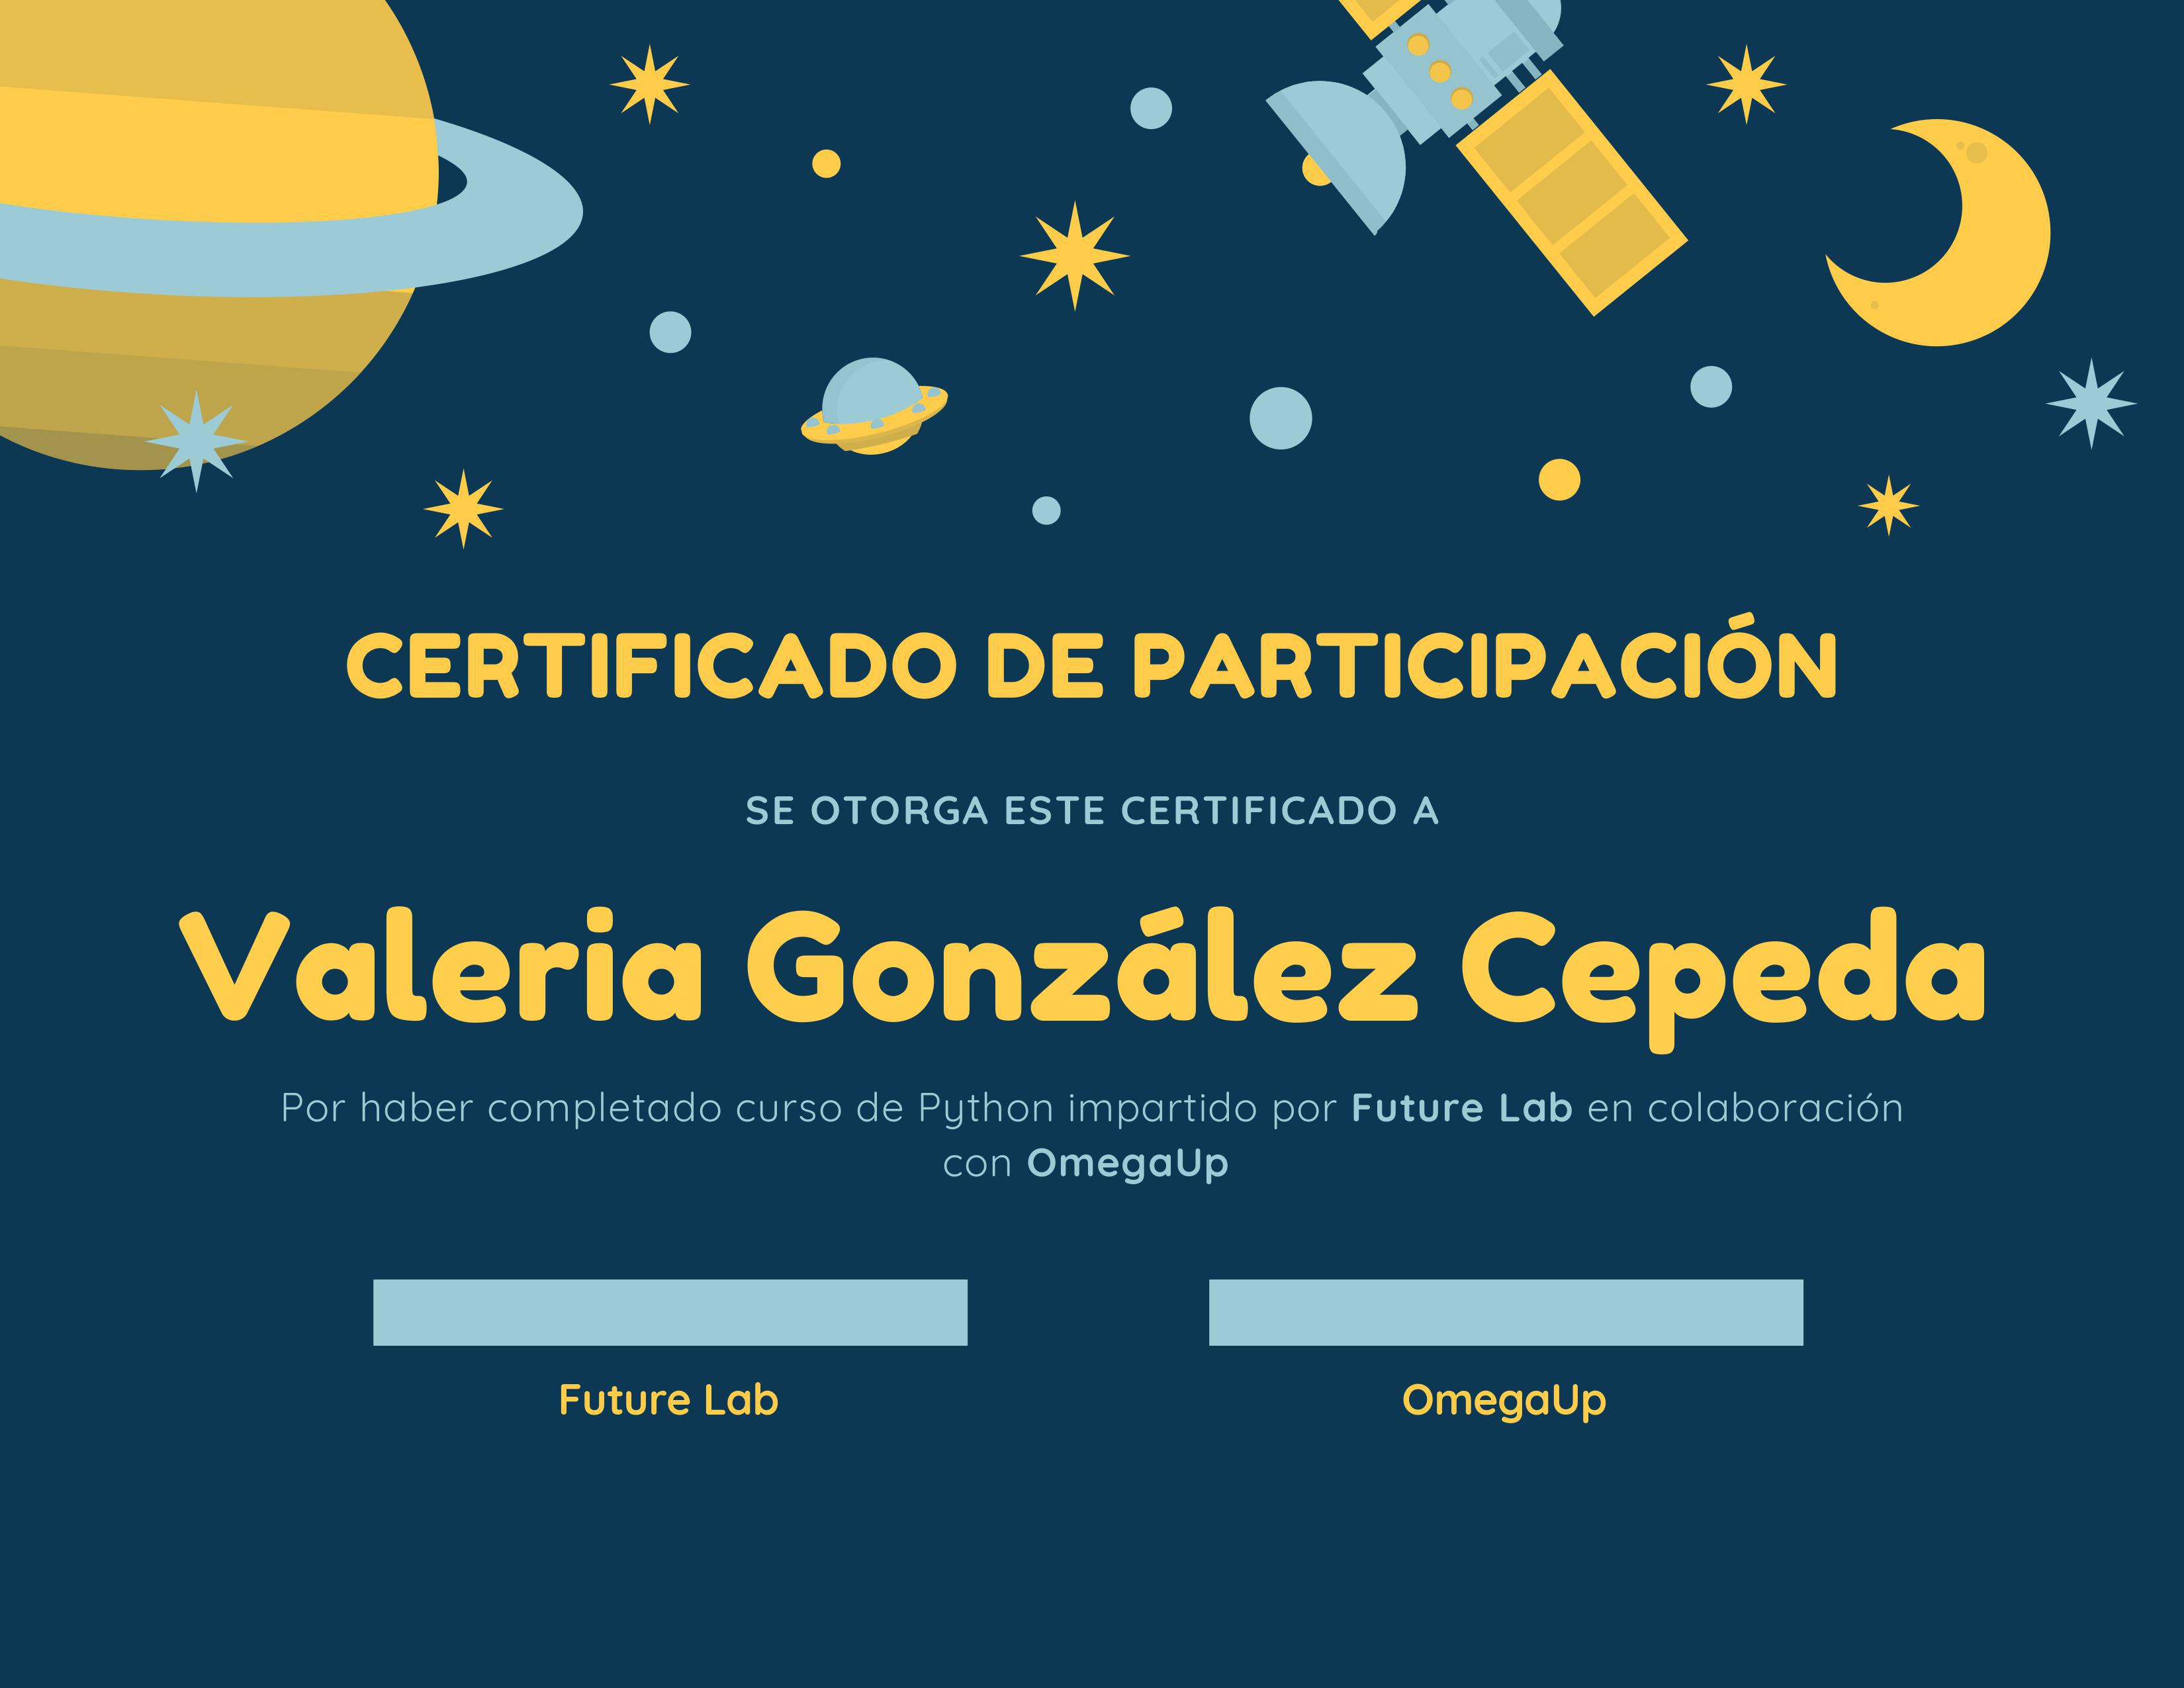 CERTIFICADO DE PARTICIPACIÓN
SE OTORGA ESTE CERTIFICADO A
Valeria González Cepeda
Por haber completado curso de Python impartido por Future Lab en colaboración
con OmegaUp
Future Lab
OmegaUp